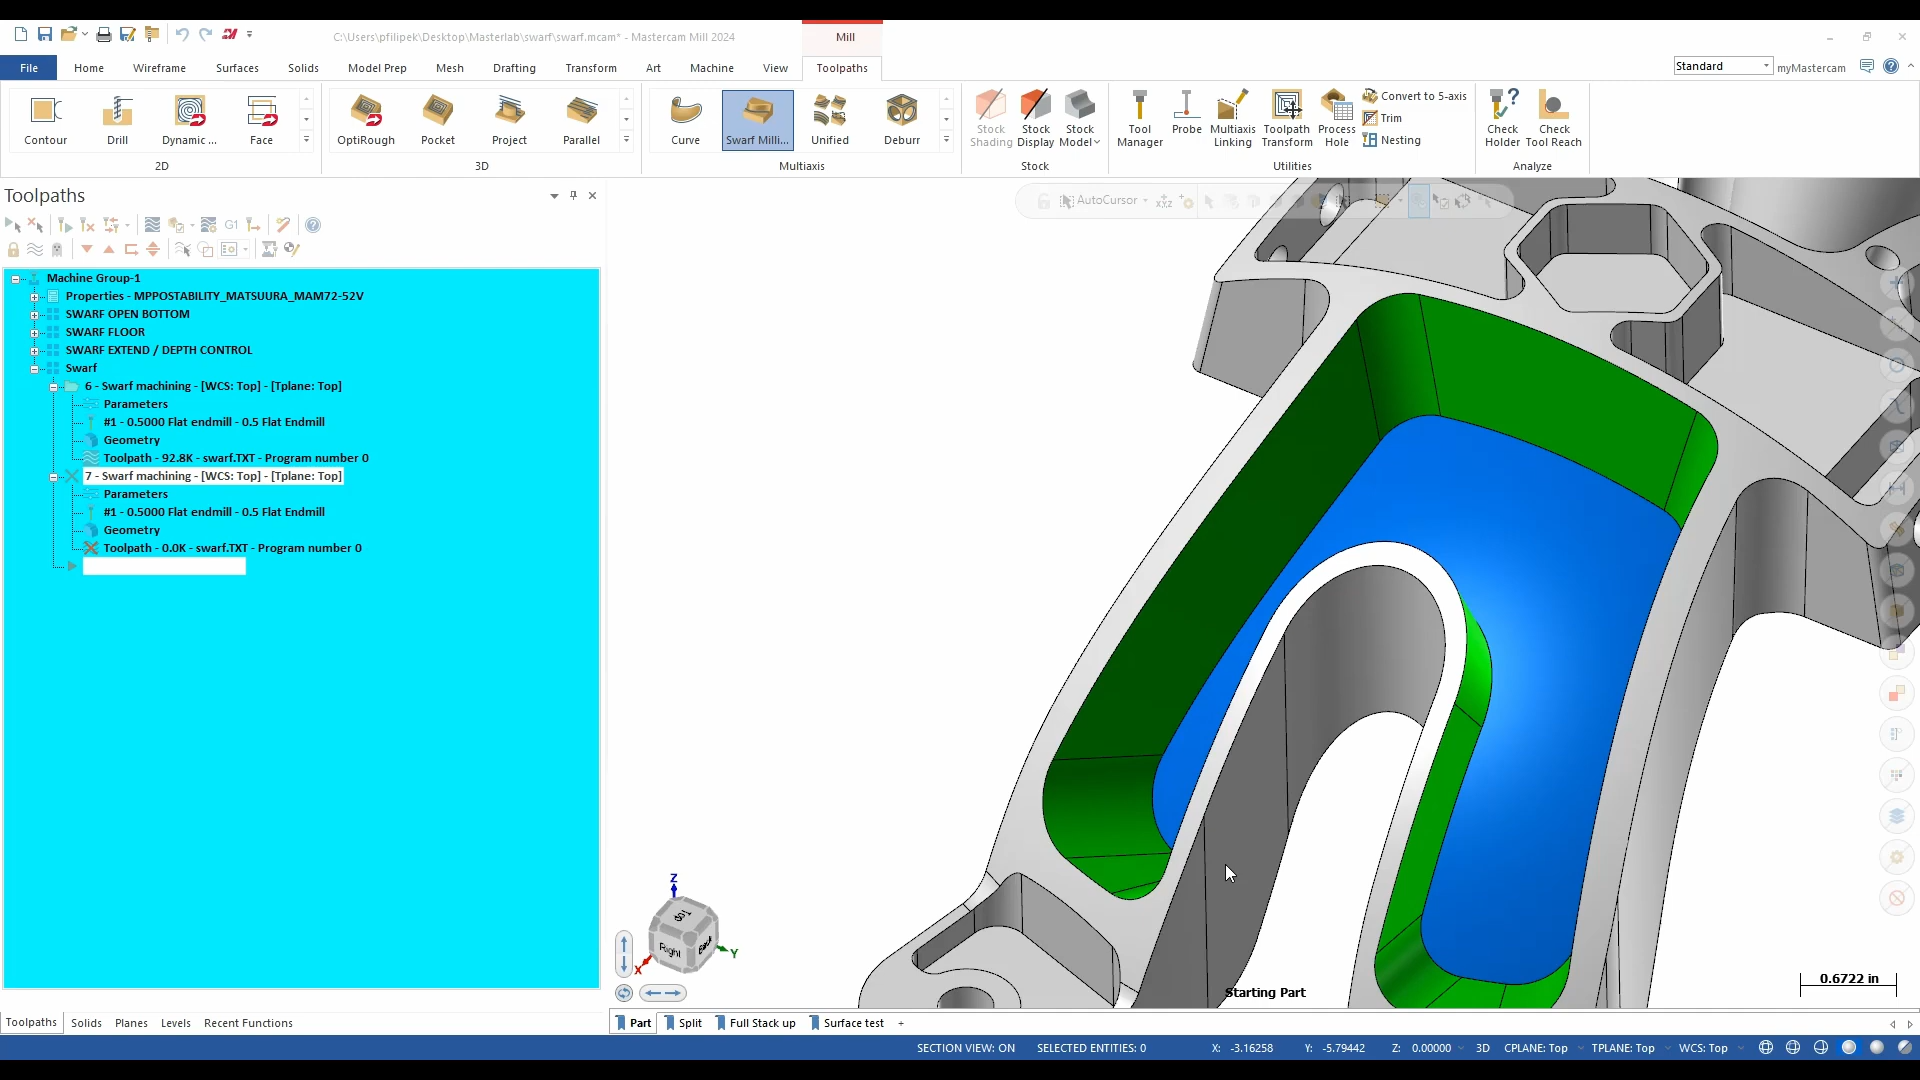 C:\Users\pfilipek\Desktop\Masterlab\swarf\swarf.mcam* - Mastercam Mill 2024
Mill
File Home Wireframe Surfaces Solids Model Prep Mesh Drafting Transform Art Machine View Toolpaths
Standard myMastercam
Contour Drill Dynamic ... Face
2D
OptiRough Pocket Project Parallel
3D
Curve Swarf Milli... Unified Deburr
Multiaxis
Stock Shading Stock Display Stock Model
Stock
Tool Manager Probe Multiaxis Linking Toolpath Transform Process Hole
Convert to 5-axis
Trim
Nesting
Utilities
Check Holder Check Tool Reach
Analyze
Toolpaths
G1
AutoCursor
Machine Group-1
Properties - MPPOSTABILITY_MATSUURA_MAM72-52V
SWARF OPEN BOTTOM
SWARF FLOOR
SWARF EXTEND / DEPTH CONTROL
Swarf
6 - Swarf machining - [WCS: Top] - [Tplane: Top]
Parameters
#1 - 0.5000 Flat endmill - 0.5 Flat Endmill
Geometry
Toolpath - 92.8K - swarf.TXT - Program number 0
7 - Swarf machining - [WCS: Top] - [Tplane: Top]
Parameters
#1 - 0.5000 Flat endmill - 0.5 Flat Endmill
Geometry
Toolpath - 0.0K - swarf.TXT - Program number 0
Z
Top
Right Back
X
Y
Starting Part
0.6722 in
Toolpaths Solids Planes Levels Recent Functions
Part Split Full Stack up Surface test +
SECTION VIEW: ON SELECTED ENTITIES: 0 X: -3.16258 Y: -5.79442 Z: 0.00000 3D CPLANE: Top TPLANE: Top WCS: Top